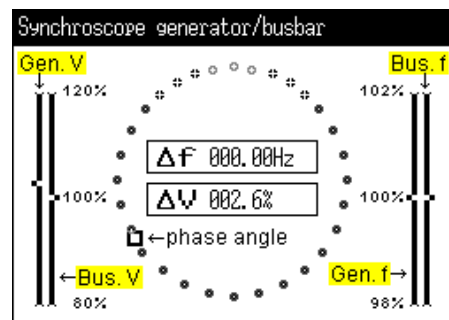 Synchroscope generator/busbar
Gen. V
Bus. f
120%
102%
Δf 000.00Hz
ΔV 002.6%
100%
100%
←phase angle
←Bus. V
Gen. f→
80%
98%